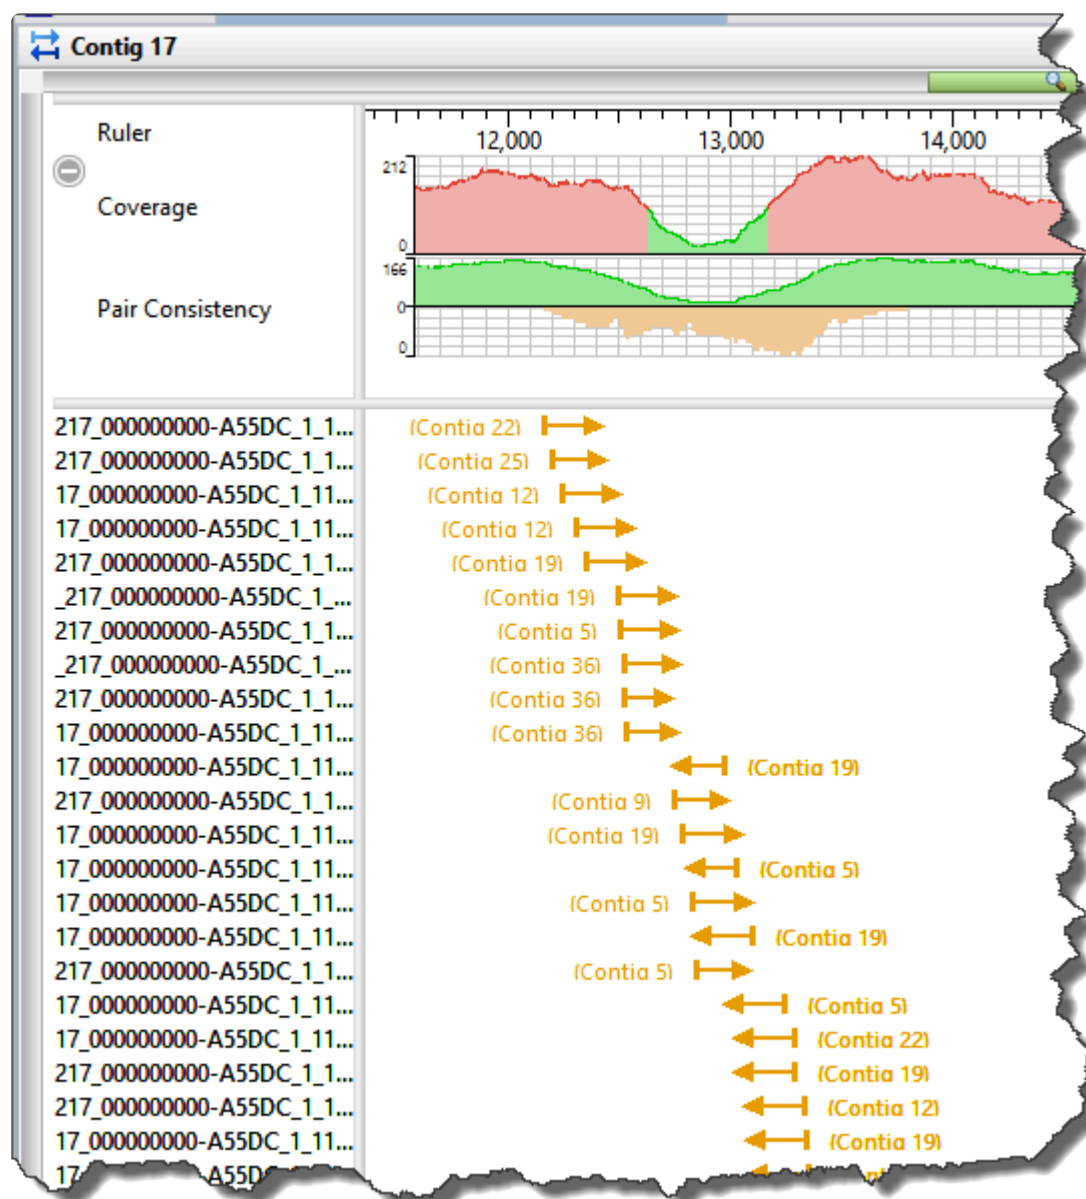 Contig 17
Ruler
12,000 13,000 14,000
212
Coverage
0
166
Pair Consistency
0
0
217_000000000-A55DC_1_1... (Contig 22)
217_000000000-A55DC_1_1... (Contig 25)
17_000000000-A55DC_1_11... (Contig 12)
17_000000000-A55DC_1_11... (Contig 12)
217_000000000-A55DC_1_1... (Contig 19)
_217_000000000-A55DC_1_... (Contig 19)
217_000000000-A55DC_1_1... (Contig 5)
_217_000000000-A55DC_1_... (Contig 36)
217_000000000-A55DC_1_1... (Contig 36)
17_000000000-A55DC_1_11... (Contig 36)
17_000000000-A55DC_1_11... (Contig 19)
217_000000000-A55DC_1_1... (Contig 9)
17_000000000-A55DC_1_11... (Contig 19)
17_000000000-A55DC_1_11... (Contig 5)
17_000000000-A55DC_1_11... (Contig 5)
17_000000000-A55DC_1_11... (Contig 19)
217_000000000-A55DC_1_1... (Contig 5)
17_000000000-A55DC_1_11... (Contig 5)
17_000000000-A55DC_1_11... (Contig 22)
217_000000000-A55DC_1_1... (Contig 19)
217_000000000-A55DC_1_1... (Contig 12)
17_000000000-A55DC_1_11... (Contig 19)